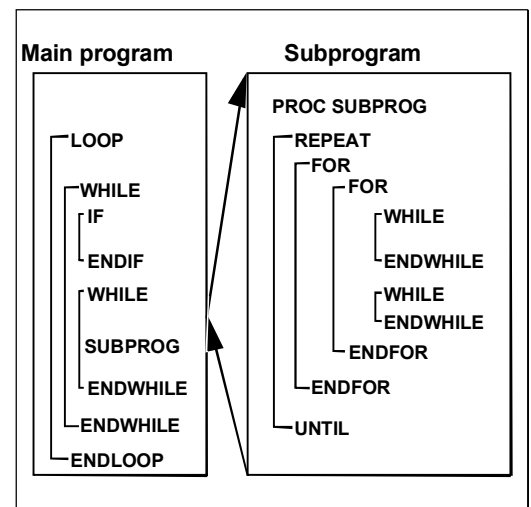 Main program
LOOP
WHILE
IF
ENDIF
WHILE
SUBPROG
ENDWHILE
ENDWHILE
ENDLOOP
Subprogram
PROC SUBPROG
REPEAT
FOR
FOR
WHILE
ENDWHILE
WHILE
ENDWHILE
ENDFOR
ENDFOR
UNTIL